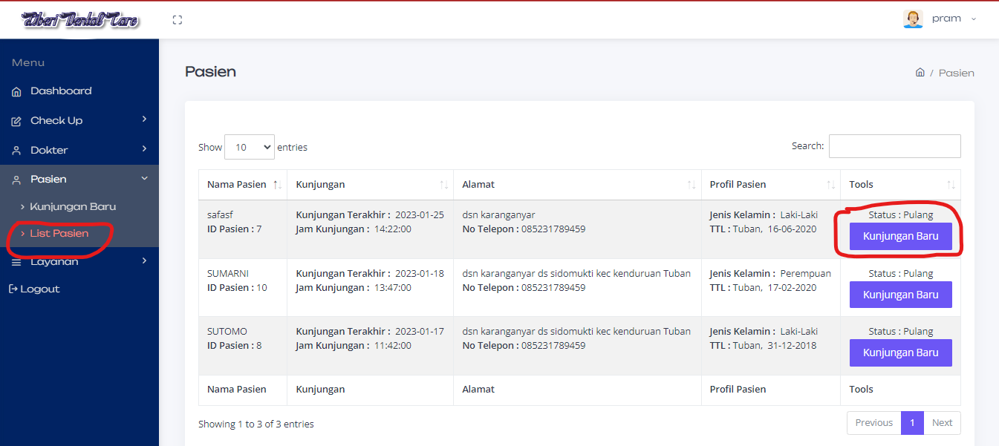 Dental Care
pram
Menu
Dashboard
Check Up
Dokter
Pasien
Kunjungan Baru
List Pasien
Layanan
Logout
Pasien
/ Pasien
Show 10 entries
Search:
Nama Pasien Kunjungan Alamat Profil Pasien Tools
safasf Kunjungan Terakhir : 2023-01-25 dsn karanganyar Jenis Kelamin : Laki-Laki Status : Pulang
ID Pasien : 7 Jam Kunjungan : 14:22:00 No Telepon : 085231789459 TTL : Tuban, 16-06-2020
Kunjungan Baru
SUMARNI Kunjungan Terakhir : 2023-01-18 dsn karanganyar ds sidomukti kec kenduruan Tuban Jenis Kelamin : Perempuan Status : Pulang
ID Pasien : 10 Jam Kunjungan : 13:47:00 No Telepon : 085231789459 TTL : Tuban, 17-02-2020
Kunjungan Baru
SUTOMO Kunjungan Terakhir : 2023-01-17 dsn karanganyar ds sidomukti kec kenduruan Tuban Jenis Kelamin : Laki-Laki Status : Pulang
ID Pasien : 8 Jam Kunjungan : 11:42:00 No Telepon : 085231789459 TTL : Tuban, 31-12-2018
Kunjungan Baru
Nama Pasien Kunjungan Alamat Profil Pasien Tools
Showing 1 to 3 of 3 entries
Previous 1 Next